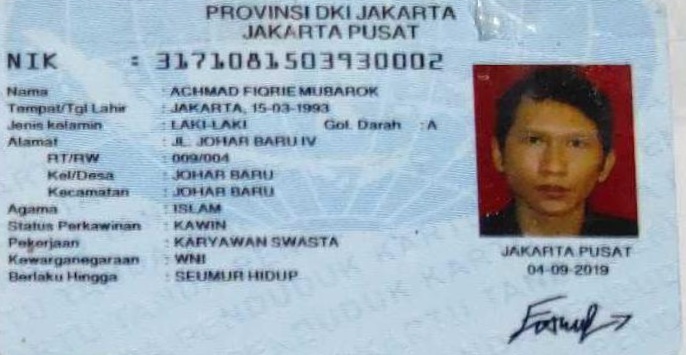 PROVINSI DKI JAKARTA
JAKARTA PUSAT
NIK : 3171081503930002
Nama : ACHMAD FIQRIE MUBAROK
Tempat/Tgl Lahir : JAKARTA, 15-03-1993
Jenis kelamin : LAKI-LAKI Gol. Darah : A
Alamat : JL. JOHAR BARU IV
RT/RW : 009/004
Kel/Desa : JOHAR BARU
Kecamatan : JOHAR BARU
Agama : ISLAM
Status Perkawinan : KAWIN
Pekerjaan : KARYAWAN SWASTA
Kewarganegaraan : WNI
Berlaku Hingga : SEUMUR HIDUP
JAKARTA PUSAT
04-09-2019